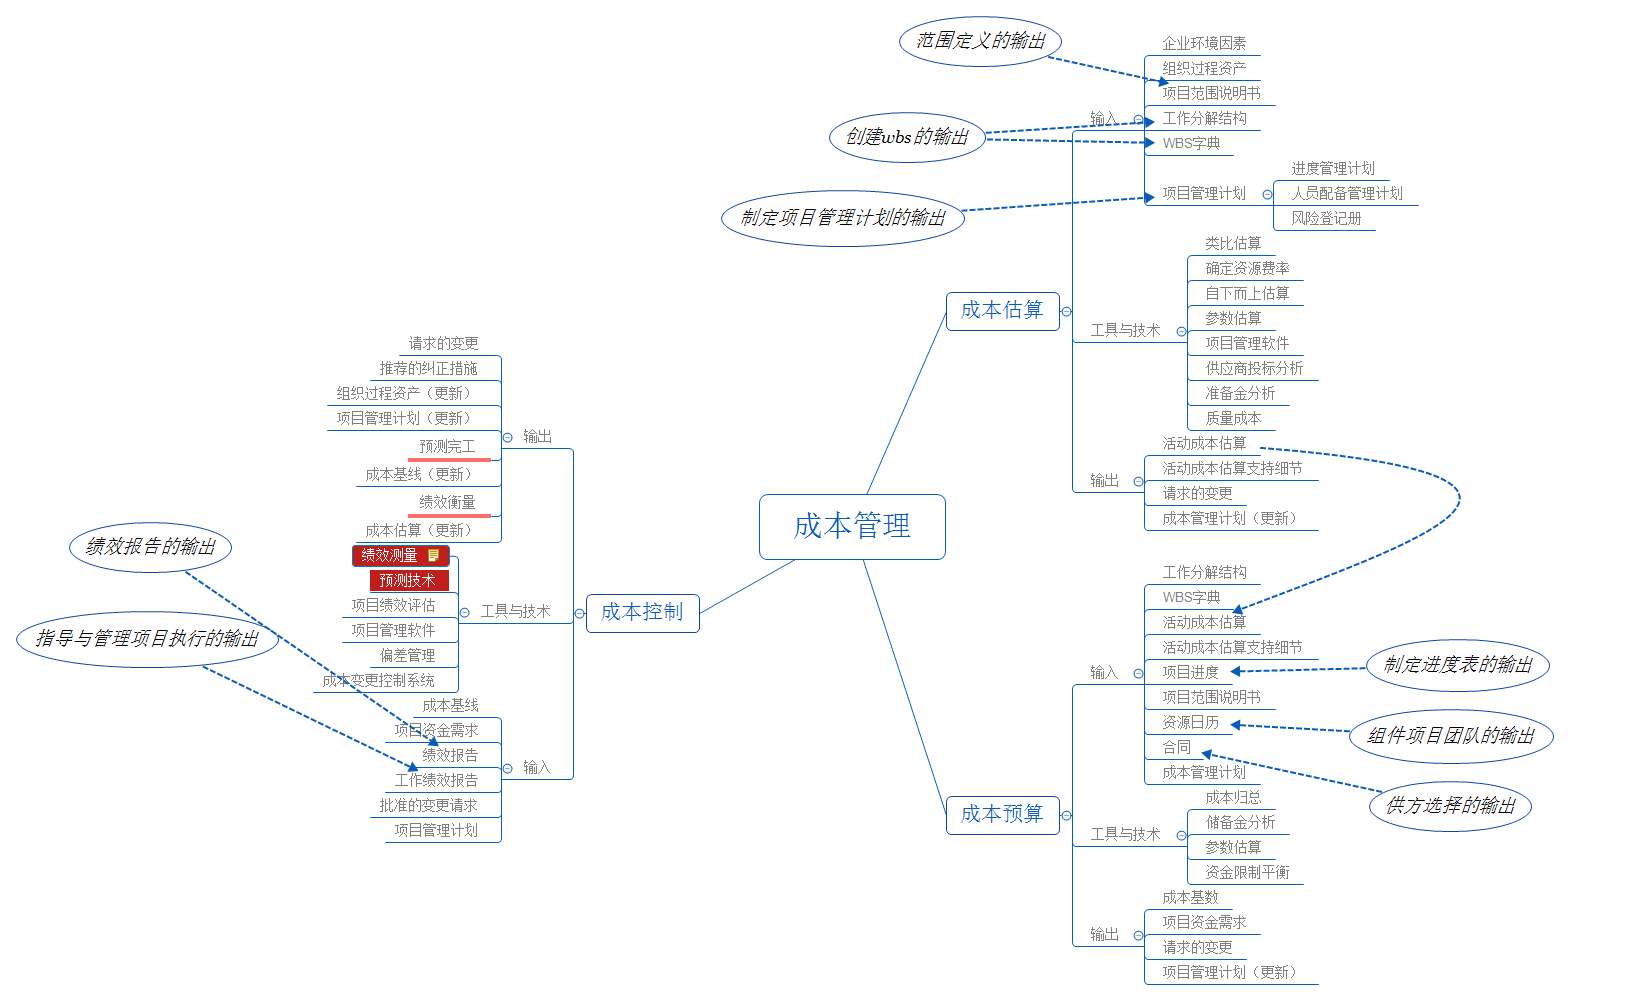 成本管理
成本估算
输入
企业环境因素
组织过程资产
项目范围说明书
工作分解结构
WBS字典
项目管理计划
进度管理计划
人员配备管理计划
风险登记册
范围定义的输出
创建wbs的输出
制定项目管理计划的输出
工具与技术
类比估算
确定资源费率
自下而上估算
参数估算
项目管理软件
供应商投标分析
准备金分析
质量成本
输出
活动成本估算
活动成本估算支持细节
请求的变更
成本管理计划（更新）
成本预算
输入
工作分解结构
WBS字典
活动成本估算
活动成本估算支持细节
项目进度
项目范围说明书
资源日历
合同
成本管理计划
制定进度表的输出
组件项目团队的输出
供方选择的输出
工具与技术
成本归总
储备金分析
参数估算
资金限制平衡
输出
成本基数
项目资金需求
请求的变更
项目管理计划（更新）
成本控制
输出
请求的变更
推荐的纠正措施
组织过程资产（更新）
项目管理计划（更新）
预测完工
成本基线（更新）
绩效衡量
成本估算（更新）
工具与技术
绩效测量
预测技术
项目绩效评估
项目管理软件
偏差管理
成本变更控制系统
输入
成本基线
项目资金需求
绩效报告
工作绩效报告
批准的变更请求
项目管理计划
绩效报告的输出
指导与管理项目执行的输出